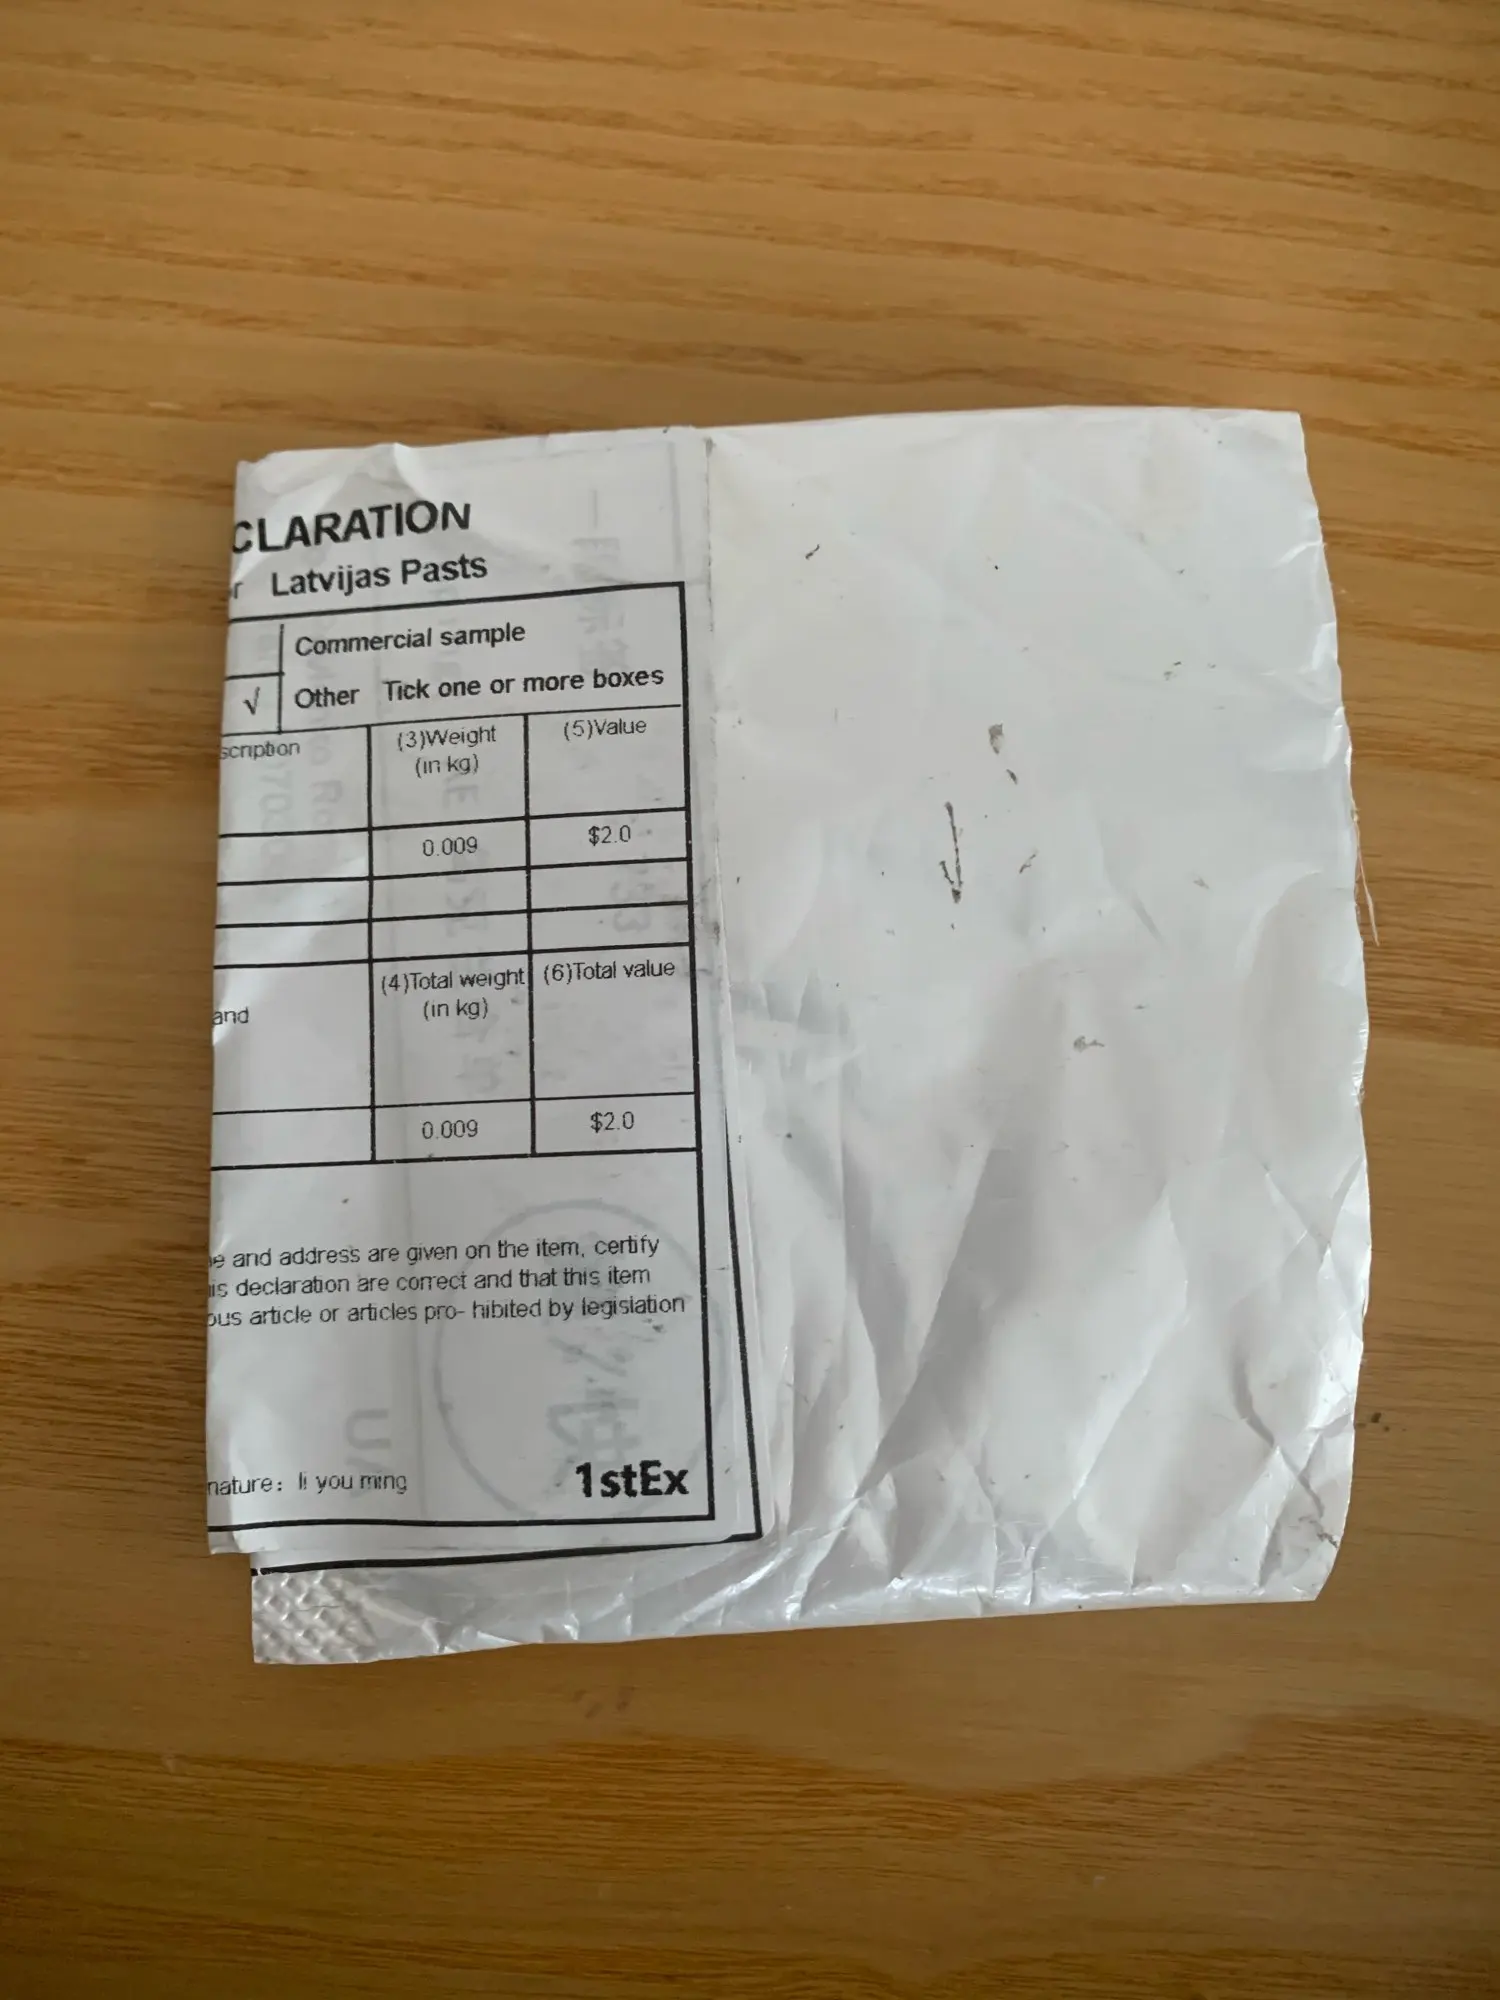 CLARATION
r Latvijas Pasts
Commercial sample
√ Other Tick one or more boxes
scription (3)Weight (in kg) (5)Value
0.009 $2.0
and (4)Total weight (in kg) (6)Total value
0.009 $2.0
e and address are given on the item, certify
is declaration are correct and that this item
ous article or articles pro- hibited by legislation
nature: li you ming
1stEx